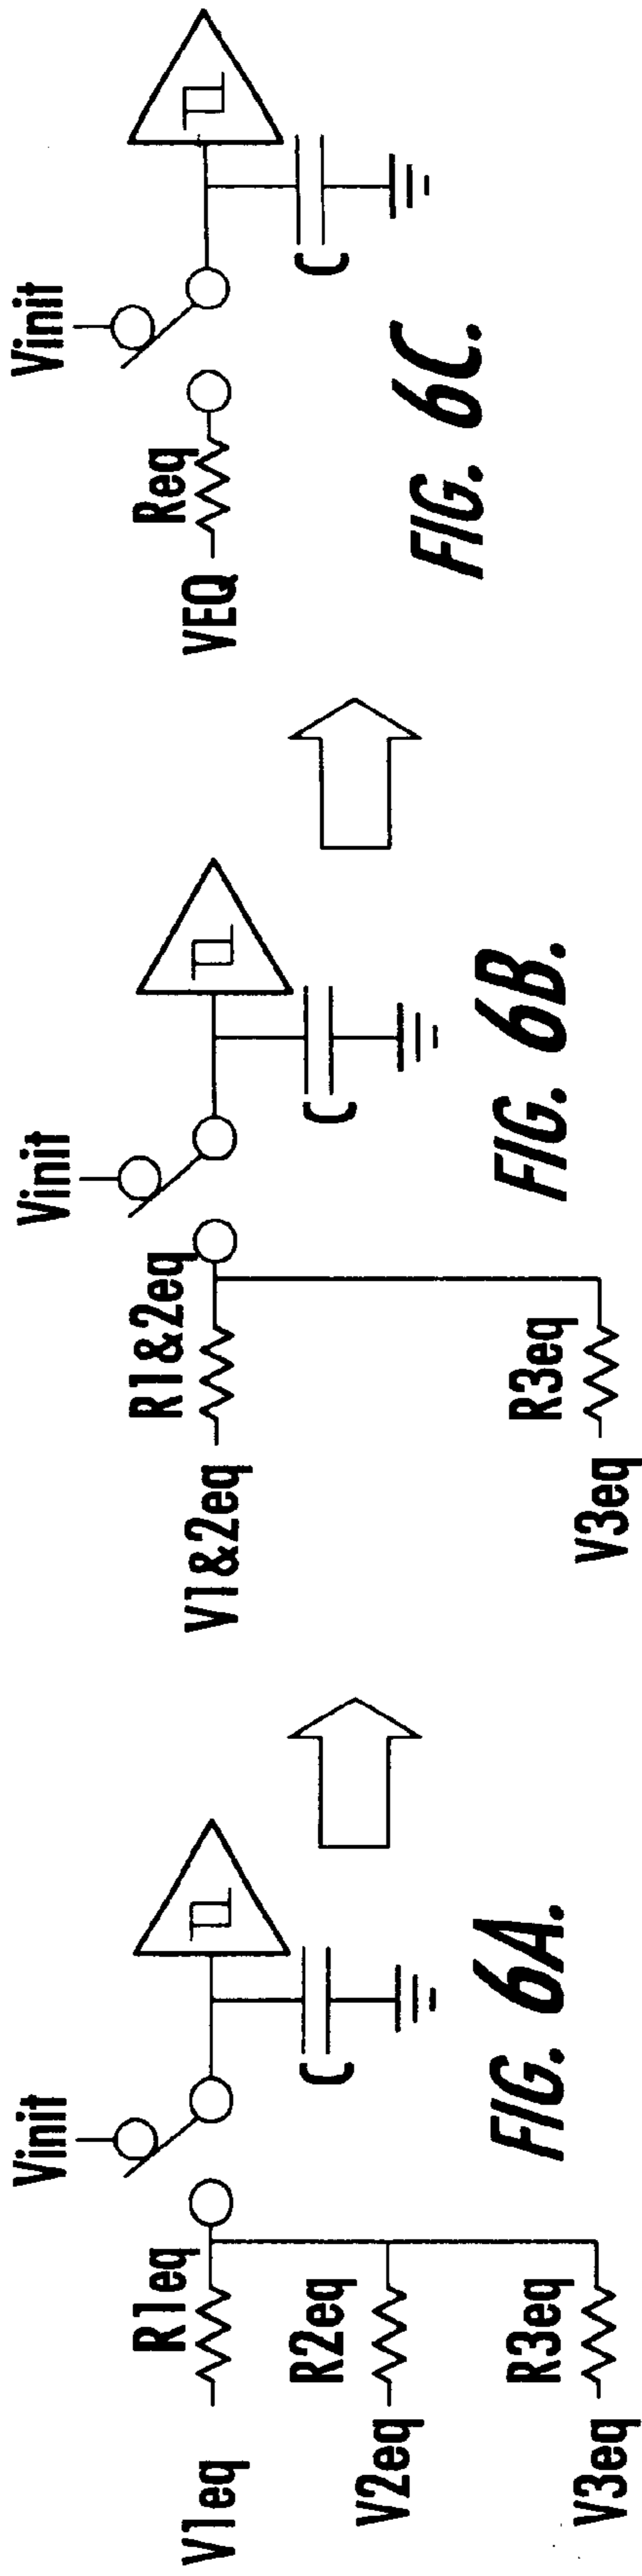 Vinit
V1eq
R1eq
V2eq
R2eq
V3eq
R3eq
C
FIG. 6A.
Vinit
V1&2eq
R1&2eq
V3eq
R3eq
C
FIG. 6B.
Vinit
VEQ
Req
C
FIG. 6C.